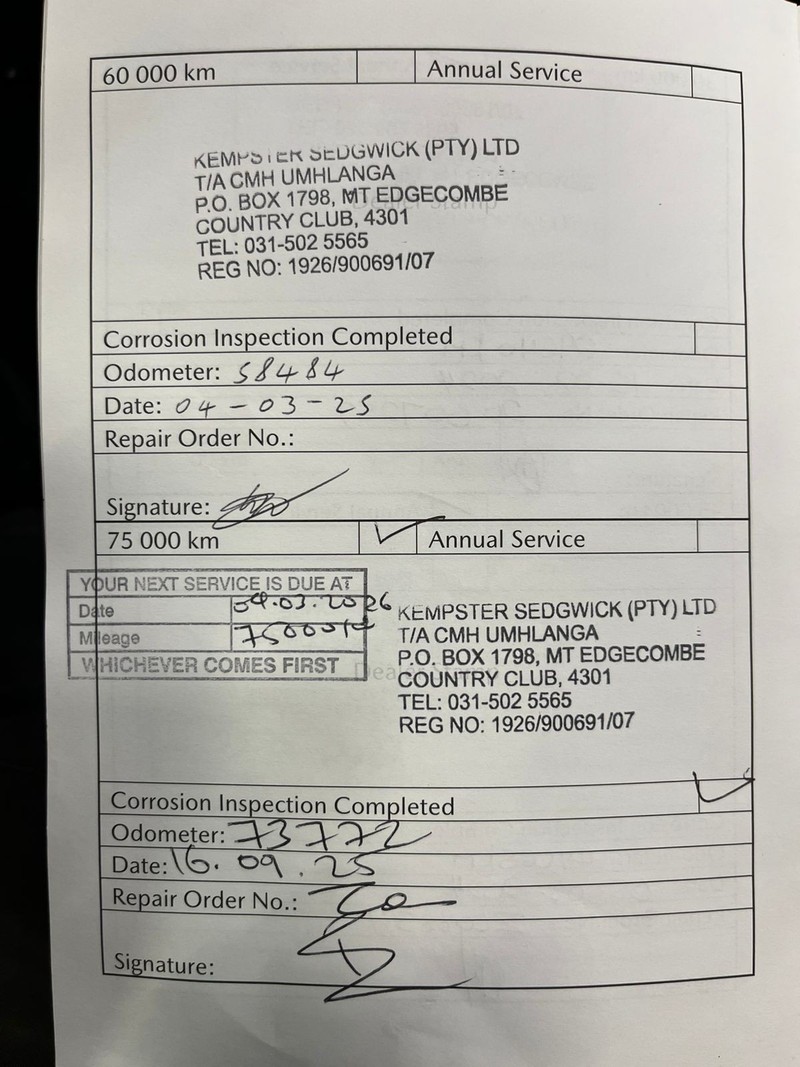 60 000 km
Annual Service
KEMPSTER SEDGWICK (PTY) LTD
T/A CMH UMHLANGA
P.O. BOX 1798, MT EDGECOMBE
COUNTRY CLUB, 4301
TEL: 031-502 5565
REG NO: 1926/900691/07
Corrosion Inspection Completed
Odometer: 58484
Date: 04-03-25
Repair Order No.:
Signature:
75 000 km
Annual Service
YOUR NEXT SERVICE IS DUE AT
Date 04.03.2026
Mileage 75000
WHICHEVER COMES FIRST
KEMPSTER SEDGWICK (PTY) LTD
T/A CMH UMHLANGA
P.O. BOX 1798, MT EDGECOMBE
COUNTRY CLUB, 4301
TEL: 031-502 5565
REG NO: 1926/900691/07
Corrosion Inspection Completed
Odometer: 73772
Date: 16.09.25
Repair Order No.:
Signature: